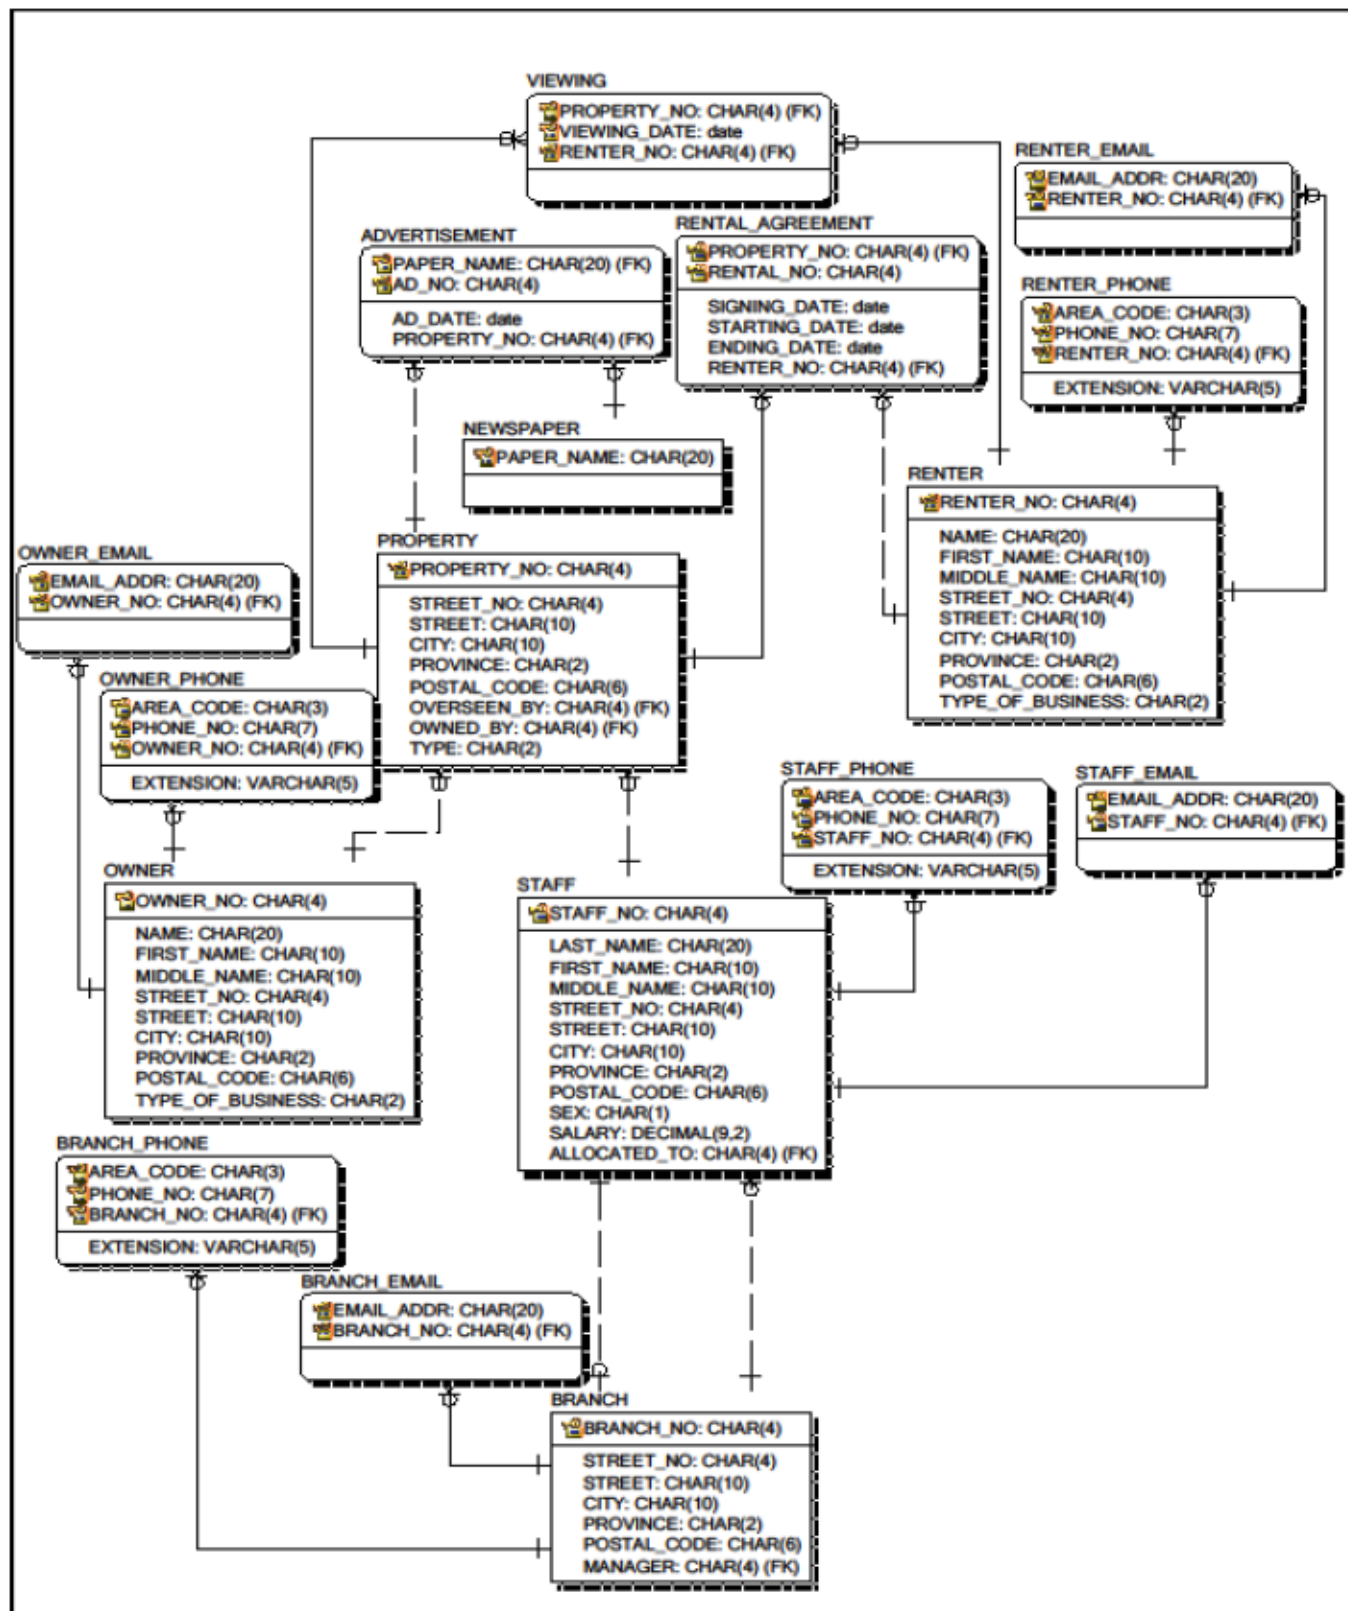 VIEWING
PROPERTY_NO: CHAR(4) (FK)
VIEWING_DATE: date
RENTER_NO: CHAR(4) (FK)
RENTER_EMAIL
EMAIL_ADDR: CHAR(20)
RENTER_NO: CHAR(4) (FK)
ADVERTISEMENT
PAPER_NAME: CHAR(20) (FK)
AD_NO: CHAR(4)
AD_DATE: date
PROPERTY_NO: CHAR(4) (FK)
RENTAL_AGREEMENT
PROPERTY_NO: CHAR(4) (FK)
RENTAL_NO: CHAR(4)
SIGNING_DATE: date
STARTING_DATE: date
ENDING_DATE: date
RENTER_NO: CHAR(4) (FK)
RENTER_PHONE
AREA_CODE: CHAR(3)
PHONE_NO: CHAR(7)
RENTER_NO: CHAR(4) (FK)
EXTENSION: VARCHAR(5)
NEWSPAPER
PAPER_NAME: CHAR(20)
RENTER
RENTER_NO: CHAR(4)
NAME: CHAR(20)
FIRST_NAME: CHAR(10)
MIDDLE_NAME: CHAR(10)
STREET_NO: CHAR(4)
STREET: CHAR(10)
CITY: CHAR(10)
PROVINCE: CHAR(2)
POSTAL_CODE: CHAR(6)
TYPE_OF_BUSINESS: CHAR(2)
OWNER_EMAIL
EMAIL_ADDR: CHAR(20)
OWNER_NO: CHAR(4) (FK)
PROPERTY
PROPERTY_NO: CHAR(4)
STREET_NO: CHAR(4)
STREET: CHAR(10)
CITY: CHAR(10)
PROVINCE: CHAR(2)
POSTAL_CODE: CHAR(6)
OVERSEEN_BY: CHAR(4) (FK)
OWNED_BY: CHAR(4) (FK)
TYPE: CHAR(2)
OWNER_PHONE
AREA_CODE: CHAR(3)
PHONE_NO: CHAR(7)
OWNER_NO: CHAR(4) (FK)
EXTENSION: VARCHAR(5)
STAFF_PHONE
AREA_CODE: CHAR(3)
PHONE_NO: CHAR(7)
STAFF_NO: CHAR(4) (FK)
EXTENSION: VARCHAR(5)
STAFF_EMAIL
EMAIL_ADDR: CHAR(20)
STAFF_NO: CHAR(4) (FK)
OWNER
OWNER_NO: CHAR(4)
NAME: CHAR(20)
FIRST_NAME: CHAR(10)
MIDDLE_NAME: CHAR(10)
STREET_NO: CHAR(4)
STREET: CHAR(10)
CITY: CHAR(10)
PROVINCE: CHAR(2)
POSTAL_CODE: CHAR(6)
TYPE_OF_BUSINESS: CHAR(2)
STAFF
STAFF_NO: CHAR(4)
LAST_NAME: CHAR(20)
FIRST_NAME: CHAR(10)
MIDDLE_NAME: CHAR(10)
STREET_NO: CHAR(4)
STREET: CHAR(10)
CITY: CHAR(10)
PROVINCE: CHAR(2)
POSTAL_CODE: CHAR(6)
SEX: CHAR(1)
SALARY: DECIMAL(9,2)
ALLOCATED_TO: CHAR(4) (FK)
BRANCH_PHONE
AREA_CODE: CHAR(3)
PHONE_NO: CHAR(7)
BRANCH_NO: CHAR(4) (FK)
EXTENSION: VARCHAR(5)
BRANCH_EMAIL
EMAIL_ADDR: CHAR(20)
BRANCH_NO: CHAR(4) (FK)
BRANCH
BRANCH_NO: CHAR(4)
STREET_NO: CHAR(4)
STREET: CHAR(10)
CITY: CHAR(10)
PROVINCE: CHAR(2)
POSTAL_CODE: CHAR(6)
MANAGER: CHAR(4) (FK)